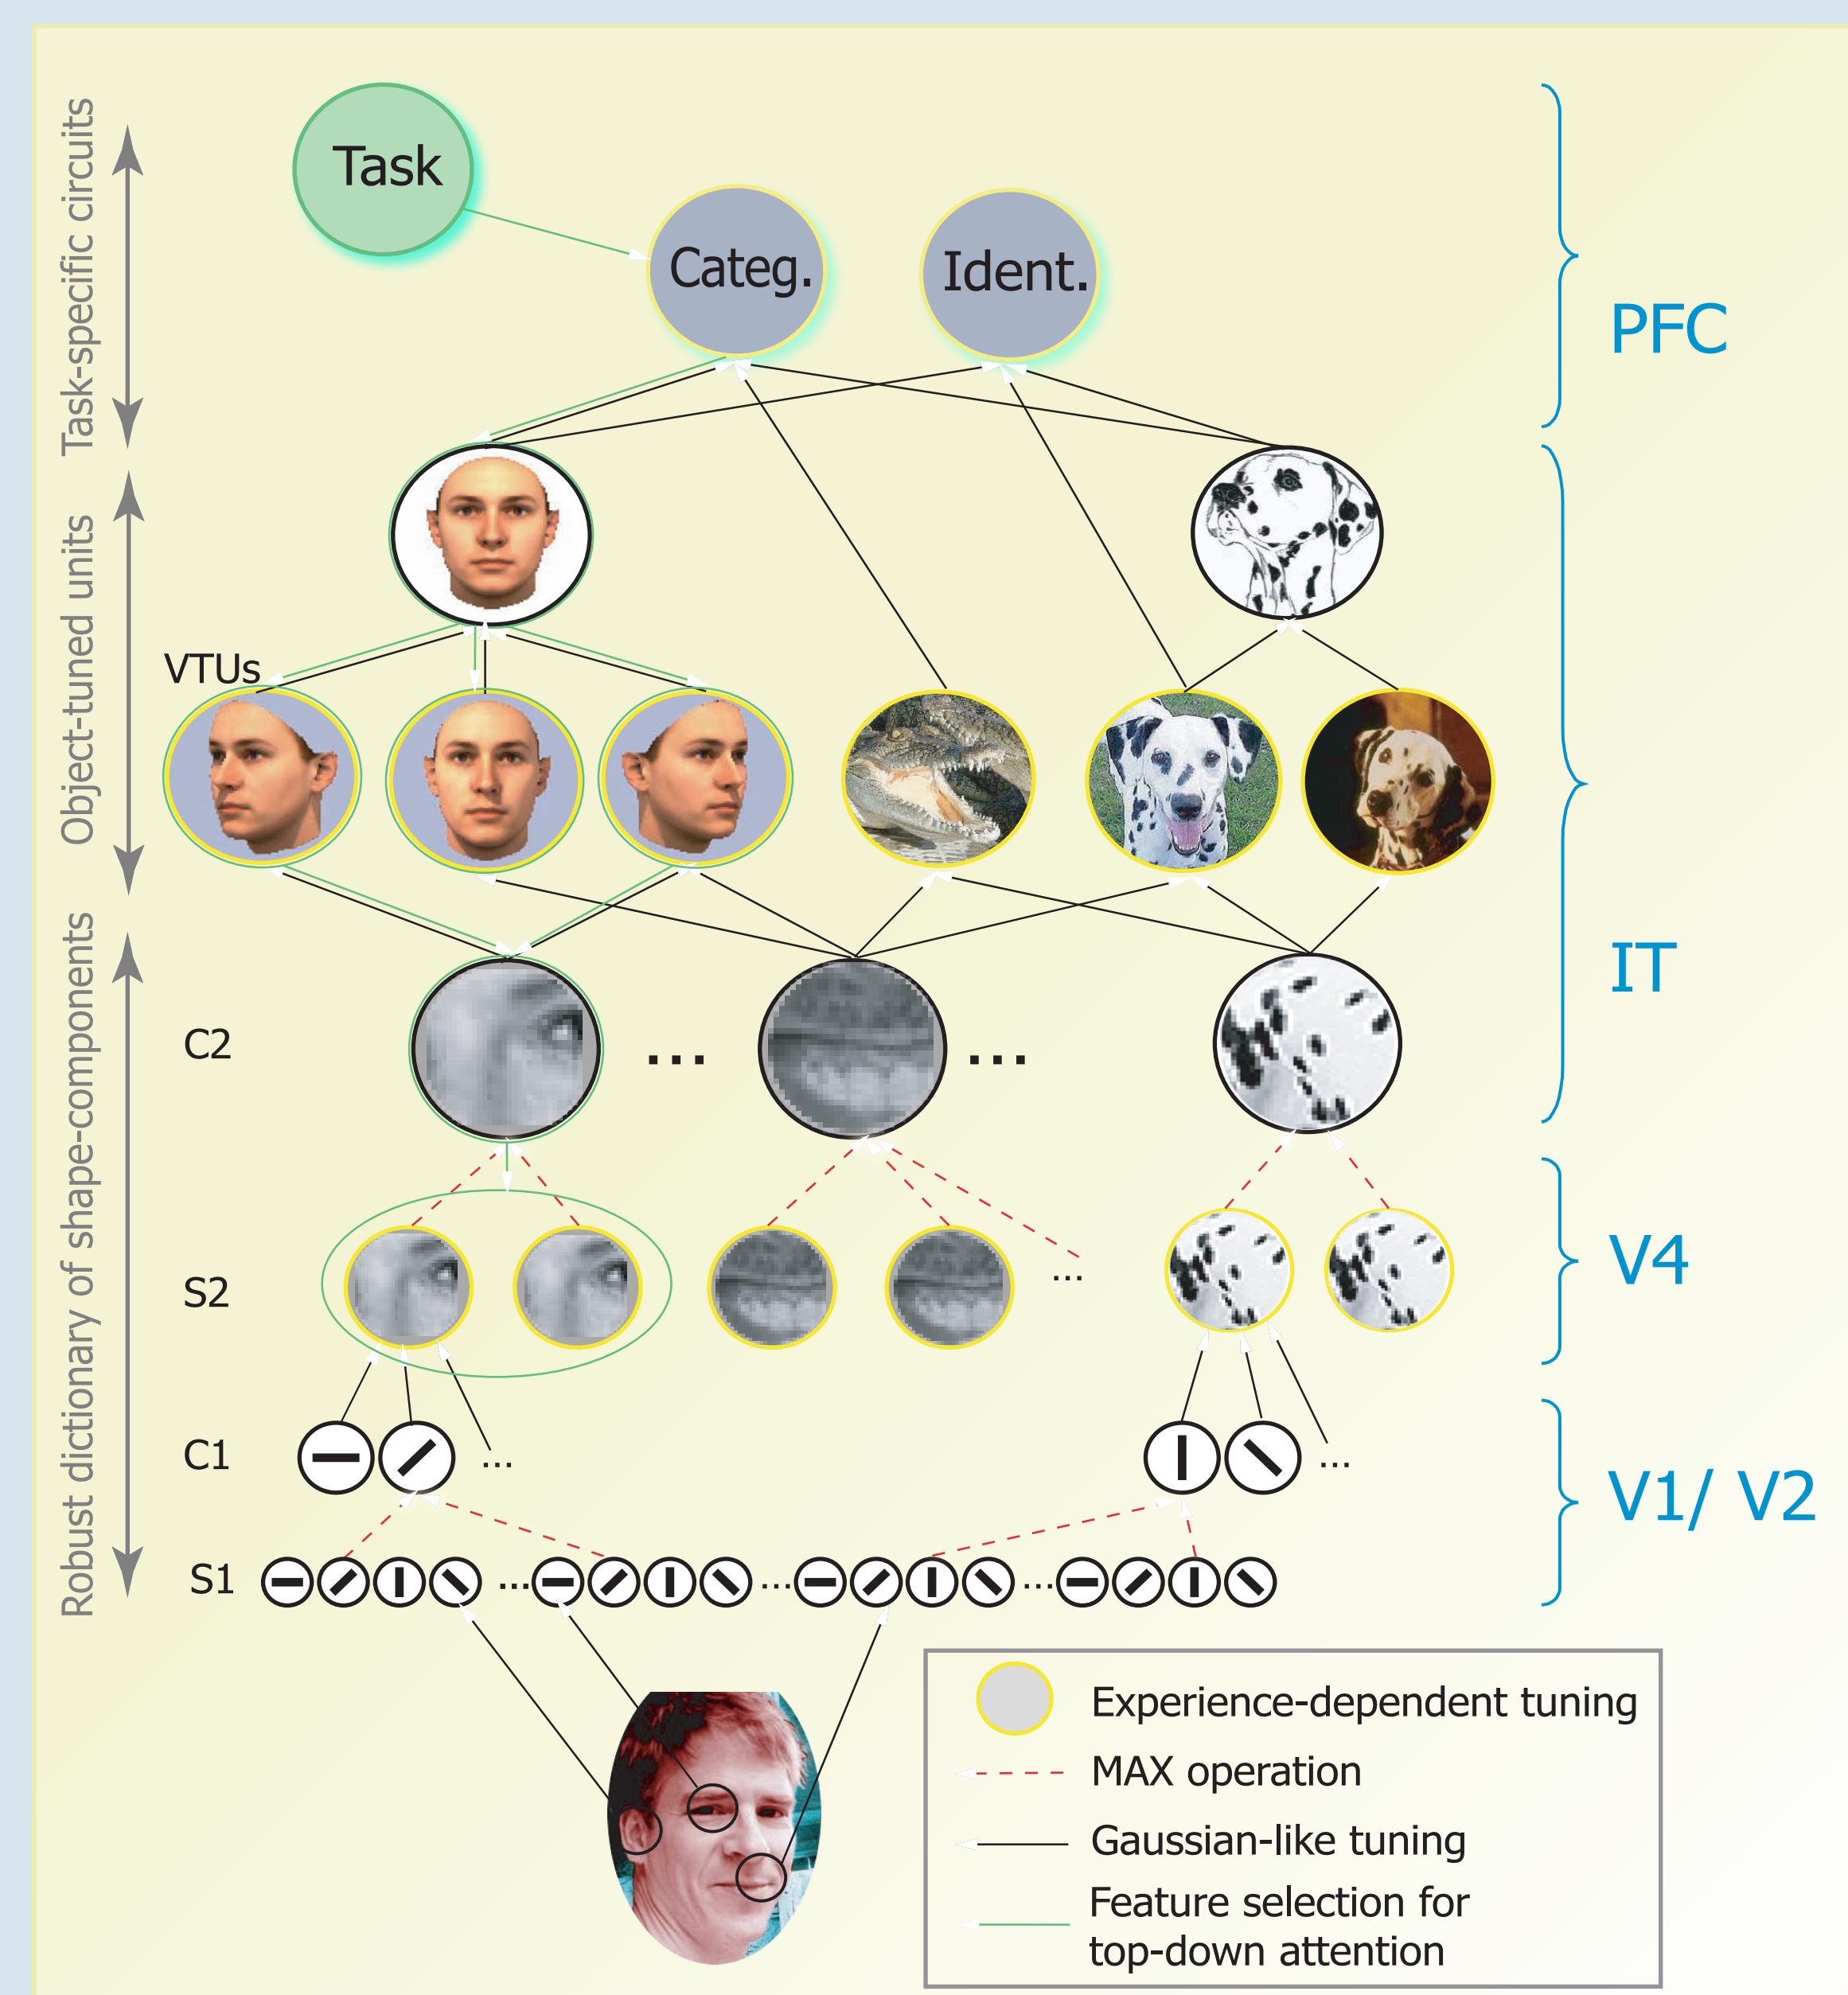 Task-specific circuits
Task
Categ.
Ident.
PFC
Object-tuned units
VTUs
IT
Robust dictionary of shape-components
C2
... ...
S2
...
V4
C1
... ...
V1/ V2
S1
... ... ...
Experience-dependent tuning
MAX operation
Gaussian-like tuning
Feature selection for
top-down attention